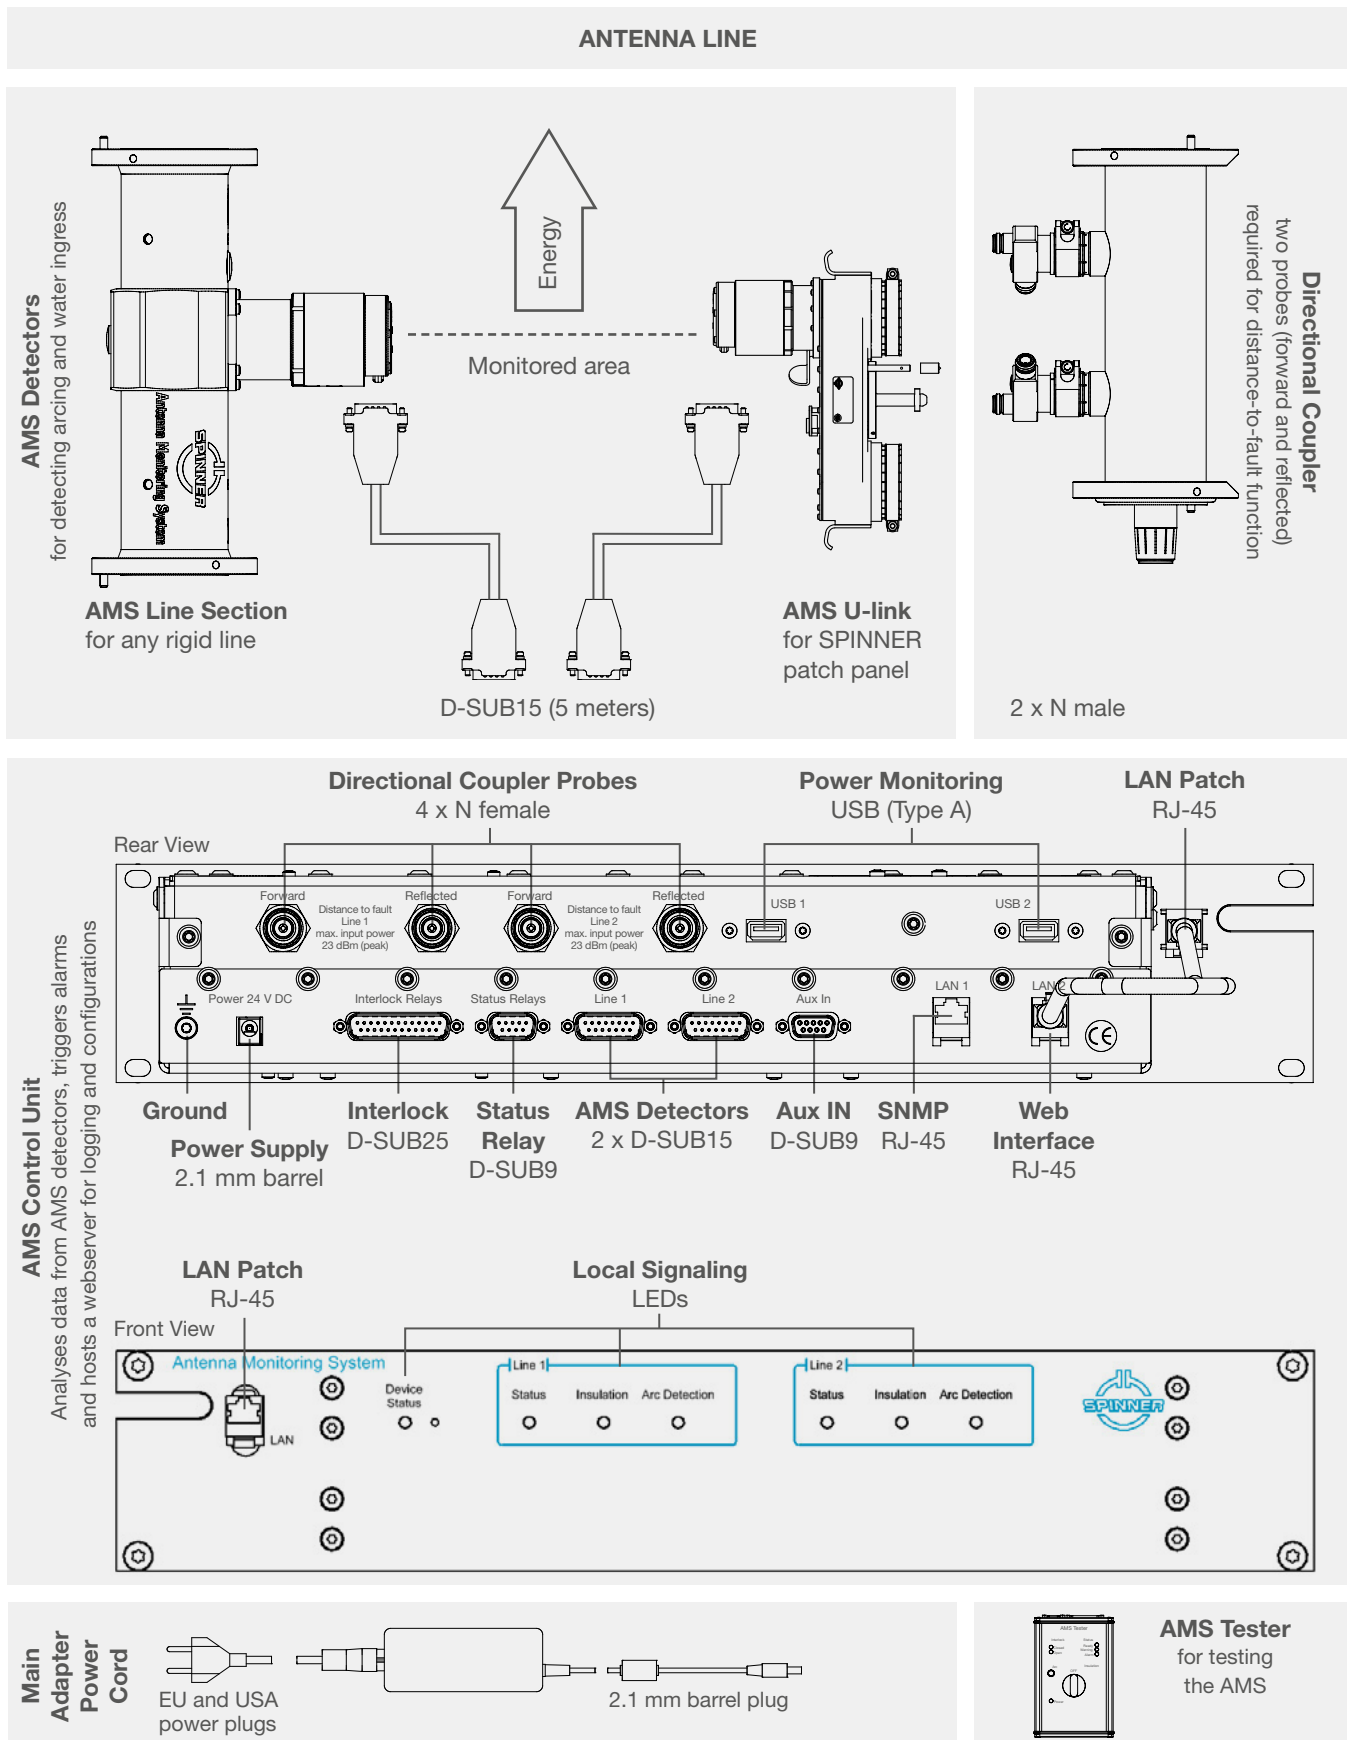 ANTENNA LINE
AMS Detectors
for detecting arcing and water ingress
Energy
Monitored area
Antenna Monitoring System
SPINNER
AMS Line Section
for any rigid line
D-SUB15 (5 meters)
AMS U-link
for SPINNER
patch panel
Directional Coupler
two probes (forward and reflected)
required for distance-to-fault function
2 x N male
AMS Control Unit
Analyses data from AMS detectors, triggers alarms
and hosts a webserver for logging and configurations
Directional Coupler Probes
4 x N female
Power Monitoring
USB (Type A)
LAN Patch
RJ-45
Rear View
Forward
Distance to fault
Line 1
max. input power
23 dBm (peak)
Reflected
Forward
Distance to fault
Line 2
max. input power
23 dBm (peak)
Reflected
USB 1
USB 2
Power 24 V DC
Interlock Relays
Status Relays
Line 1
Line 2
Aux In
LAN 1
LAN 2
CE
Ground
Power Supply
2.1 mm barrel
Interlock
D-SUB25
Status
Relay
D-SUB9
AMS Detectors
2 x D-SUB15
Aux IN
D-SUB9
SNMP
RJ-45
Web
Interface
RJ-45
LAN Patch
RJ-45
Local Signaling
LEDs
Front View
Antenna Monitoring System
LAN
Device
Status
Line 1
Status Insulation Arc Detection
Line 2
Status Insulation Arc Detection
SPINNER
Main
Adapter
Power
Cord
EU and USA
power plugs
2.1 mm barrel plug
AMS Tester
AMS Tester
for testing
the AMS